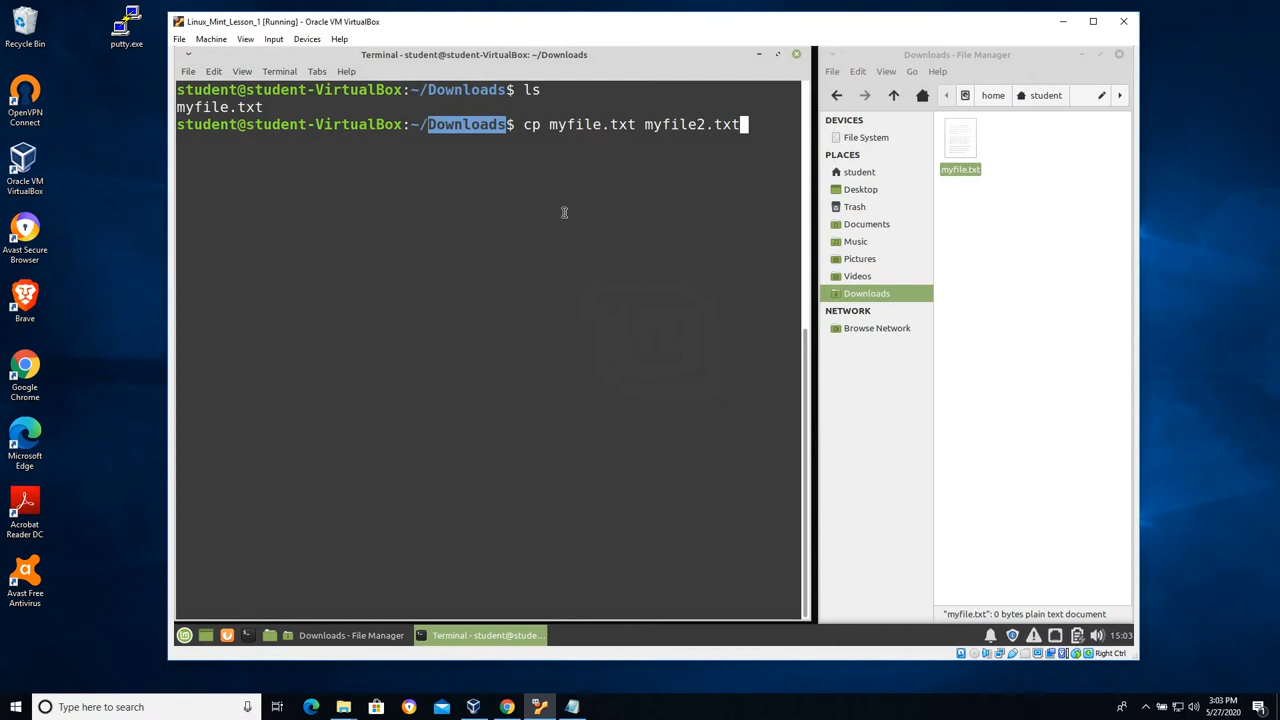 Recycle Bin
putty.exe
OpenVPN
Connect
Oracle VM
VirtualBox
Avast Secure
Browser
Brave
Google
Chrome
Microsoft
Edge
Acrobat
Reader DC
Avast Free
Antivirus
Linux_Mint_Lesson_1 [Running] - Oracle VM VirtualBox
File Machine View Input Devices Help
Terminal - student@student-VirtualBox: ~/Downloads
File Edit View Terminal Tabs Help
student@student-VirtualBox:~/Downloads$ ls
myfile.txt
student@student-VirtualBox:~/Downloads$ cp myfile.txt myfile2.txt
Downloads - File Manager
File Edit View Go Help
home student
DEVICES
File System
PLACES
student
Desktop
Trash
Documents
Music
Pictures
Videos
Downloads
NETWORK
Browse Network
myfile.txt
"myfile.txt": 0 bytes plain text document
Downloads - File Manager
Terminal - student@stude...
15:03
Right Ctrl
Type here to search
3:03 PM
5/27/2020